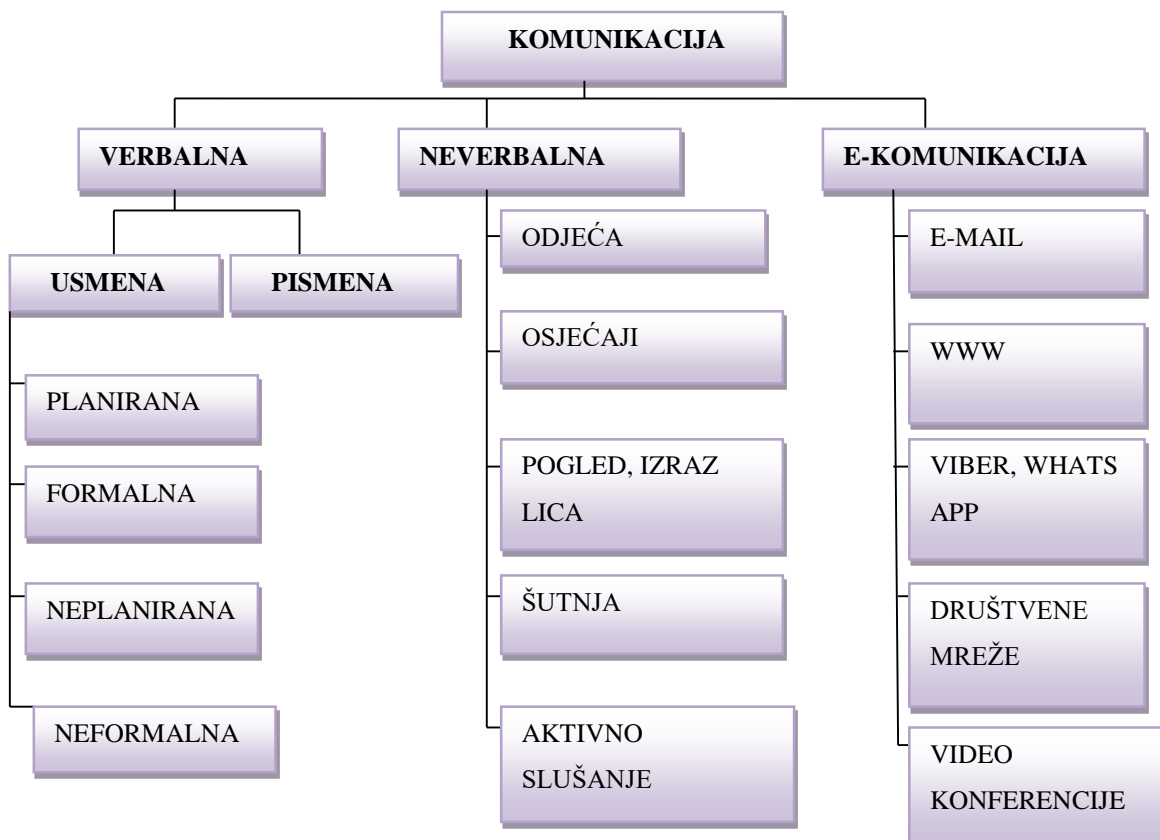 KOMUNIKACIJA
VERBALNA
NEVERBALNA
E-KOMUNIKACIJA
USMENA
PISMENA
PLANIRANA
FORMALNA
NEPLANIRANA
NEFORMALNA
ODJEĆA
OSJEĆAJI
POGLED, IZRAZ
LICA
ŠUTNJA
AKTIVNO
SLUŠANJE
E-MAIL
WWW
VIBER, WHATS
APP
DRUŠTVENE
MREŽE
VIDEO
KONFERENCIJE